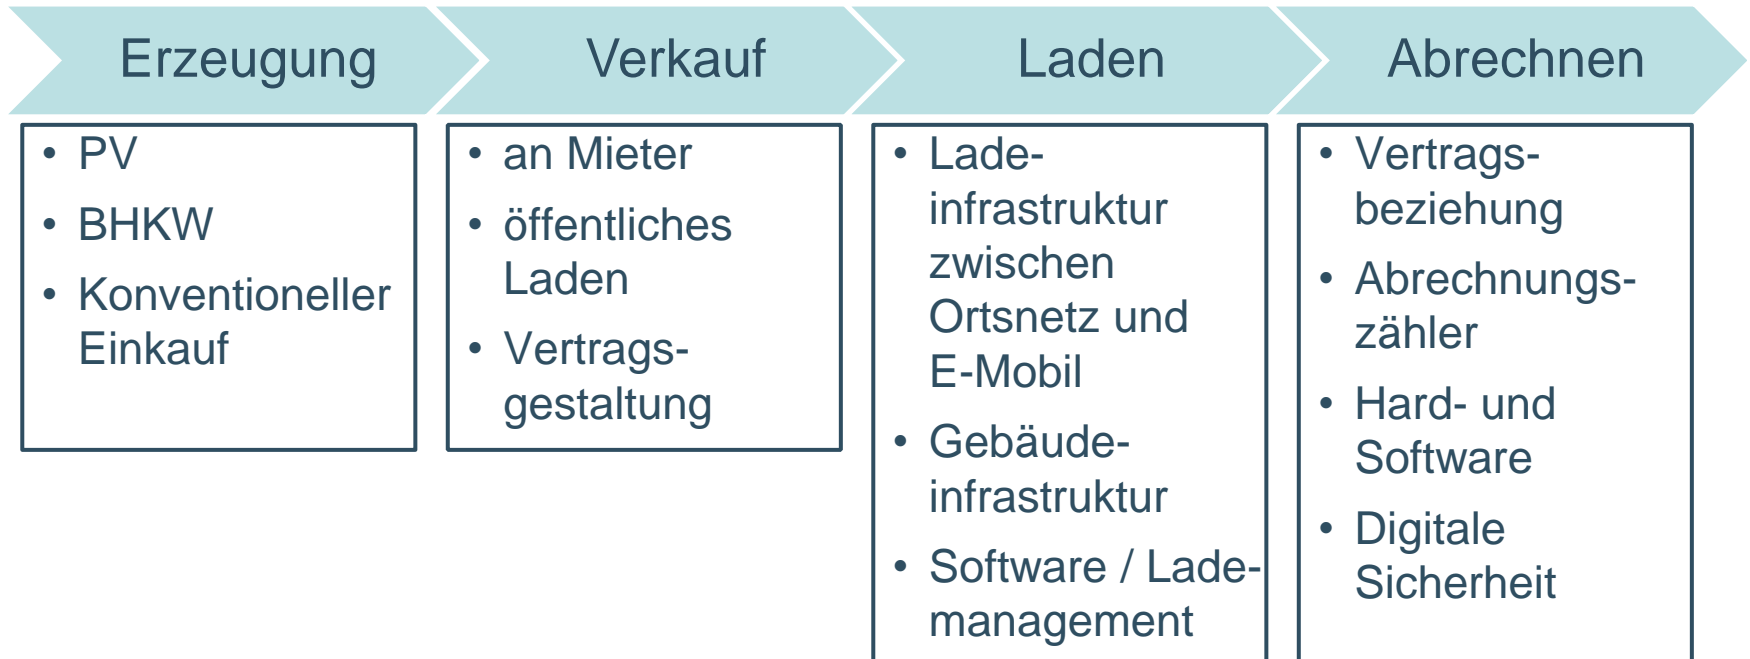 Erzeugung
• PV
• BHKW
• Konventioneller
Einkauf
Verkauf
• an Mieter
• öffentliches
Laden
• Vertrags-
gestaltung
Laden
• Lade-
infrastruktur
zwischen
Ortsnetz und
E-Mobil
• Gebäude-
infrastruktur
• Software / Lade-
management
Abrechnen
• Vertrags-
beziehung
• Abrechnungs-
zähler
• Hard- und
Software
• Digitale
Sicherheit